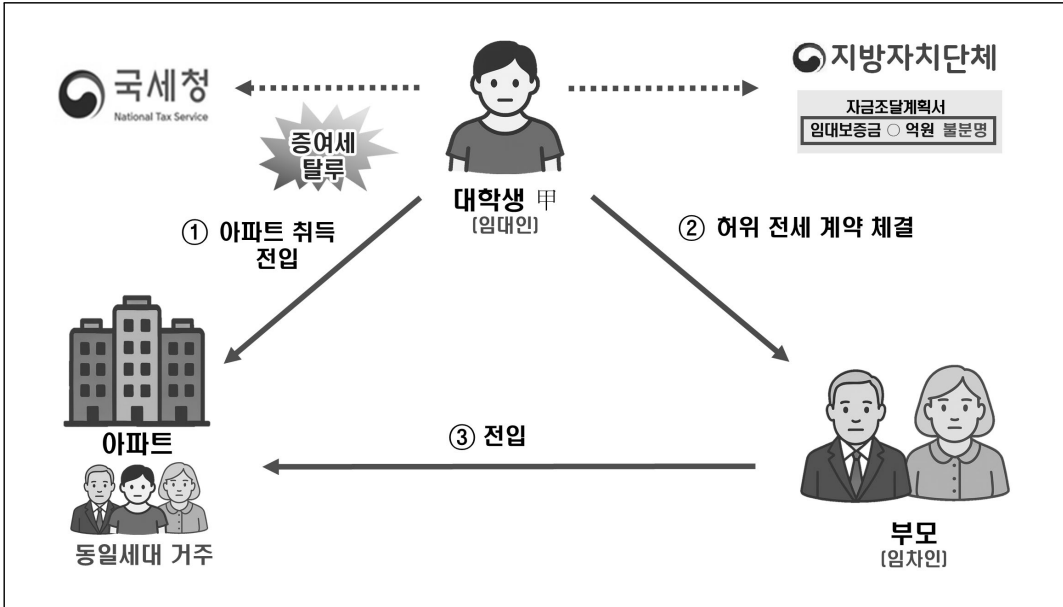 국세청
National Tax Service
지방자치단체
자금조달계획서
임대보증금 ○ 억원 불분명
증여세
탈루
대학생 甲
(임대인)
① 아파트 취득
전입
② 허위 전세 계약 체결
③ 전입
아파트
동일세대 거주
부모
(임차인)